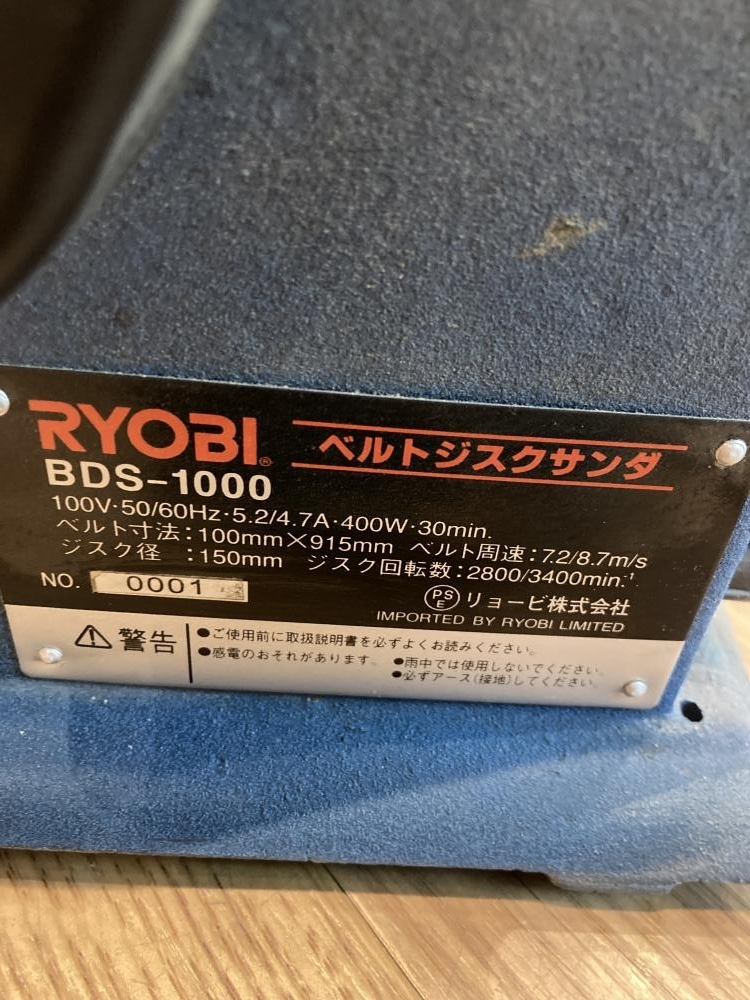 RYOBI®
ベルトジスクサンダ
BDS-1000
100V・50/60Hz・5.2/4.7A・400W・30min.
ベルト寸法：100mm×915mm ベルト周速：7.2/8.7m/s
ジスク径：150mm ジスク回転数：2800/3400min.⁻¹
NO. 0001
PS E リョービ株式会社
IMPORTED BY RYOBI LIMITED
⚠警告
●ご使用前に取扱説明書を必ずよくお読みください。
●感電のおそれがあります。 ●雨中では使用しないでください。
●必ずアース(接地)してください。